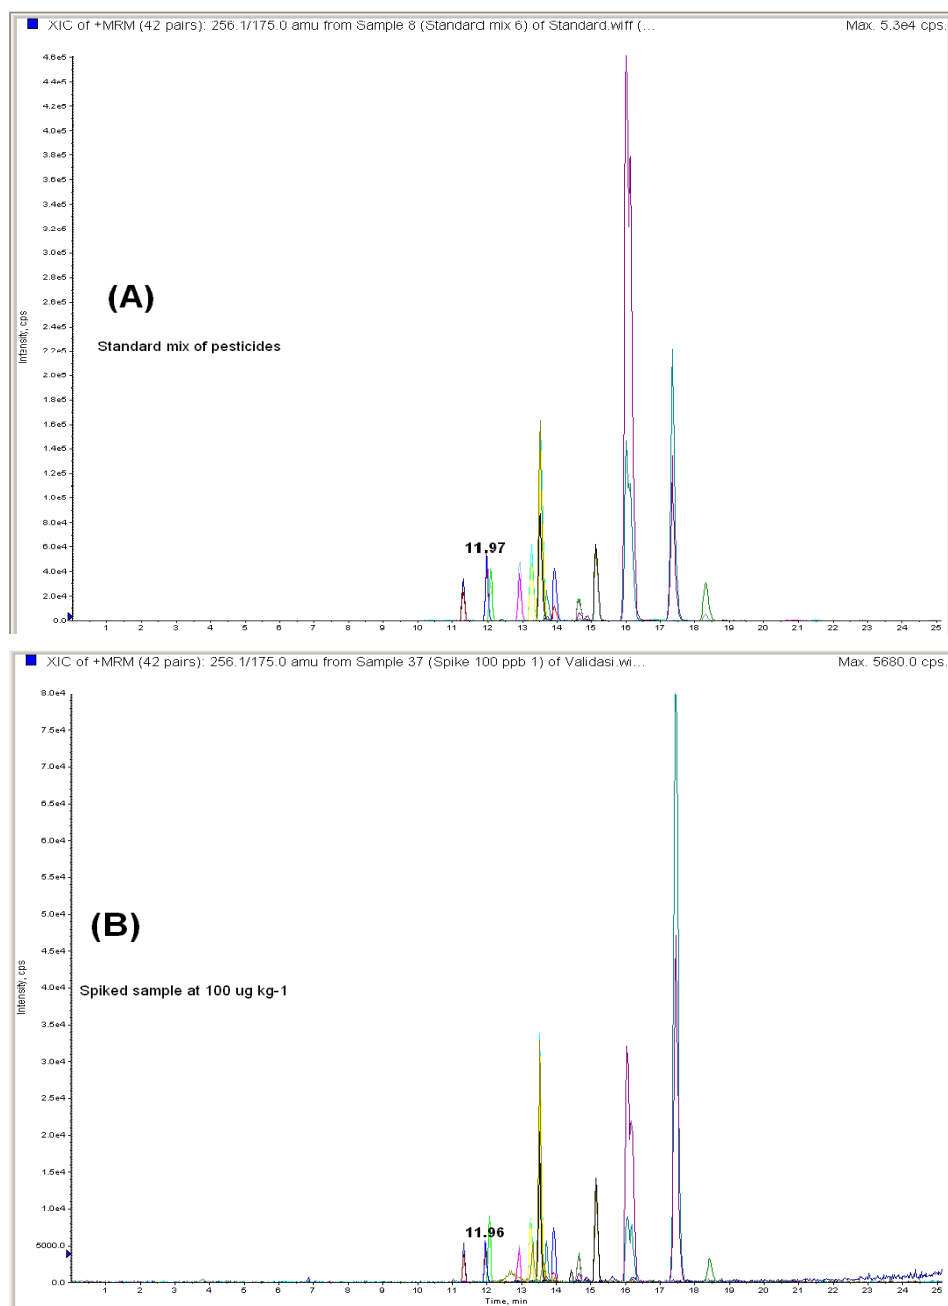 XIC of +MRM (42 pairs): 256.1/175.0 amu from Sample 8 (Standard mix 6) of Standard.wiff (...
Max. 5.3e4 cps.
4.6e5
4.4e5
4.2e5
4.0e5
3.8e5
3.6e5
3.4e5
3.2e5
3.0e5
2.8e5
2.6e5
2.4e5
2.2e5
2.0e5
1.8e5
1.6e5
1.4e5
1.2e5
1.0e5
8.0e4
6.0e4
4.0e4
2.0e4
0.0
Intensity, cps
(A)
Standard mix of pesticides
11.97
1 2 3 4 5 6 7 8 9 10 11 12 13 14 15 16 17 18 19 20 21 22 23 24 25
XIC of +MRM (42 pairs): 256.1/175.0 amu from Sample 37 (Spike 100 ppb 1) of Validasi.wi...
Max. 5680.0 cps.
8.0e4
7.5e4
7.0e4
6.5e4
6.0e4
5.5e4
5.0e4
4.5e4
4.0e4
3.5e4
3.0e4
2.5e4
2.0e4
1.5e4
1.0e4
5000.0
0.0
Intensity, cps
(B)
Spiked sample at 100 ug kg-1
11.96
1 2 3 4 5 6 7 8 9 10 11 12 13 14 15 16 17 18 19 20 21 22 23 24 25
Time, min